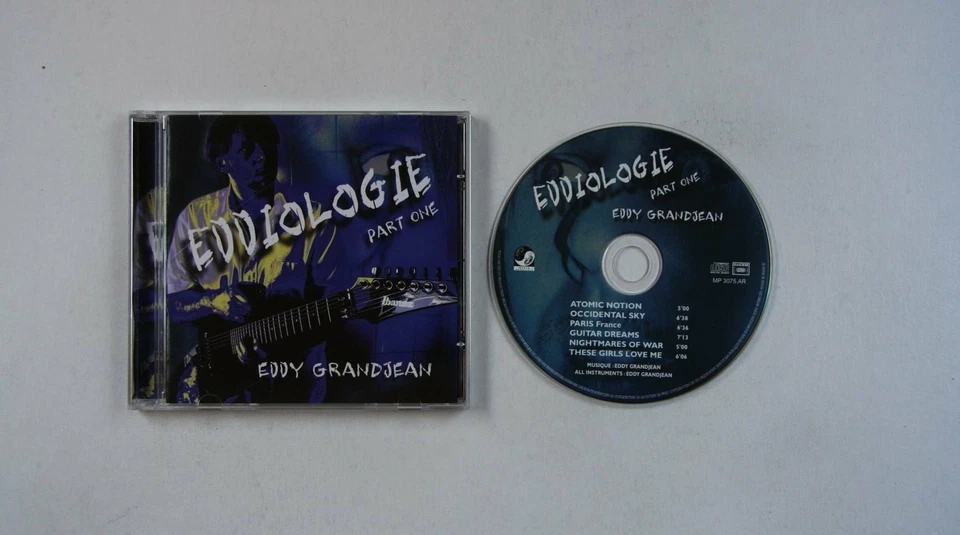 EDDIOLOGIE
PART ONE
Ibanez
EDDY GRANDJEAN
EDDIOLOGIE
PART ONE
EDDY GRANDJEAN
MP 3075.AR
ATOMIC NOTION 5'00
OCCIDENTAL SKY 6'38
PARIS France 6'36
GUITAR DREAMS 7'13
NIGHTMARES OF WAR 5'00
THESE GIRLS LOVE ME 6'06
MUSIQUE : EDDY GRANDJEAN
ALL INSTRUMENTS : EDDY GRANDJEAN